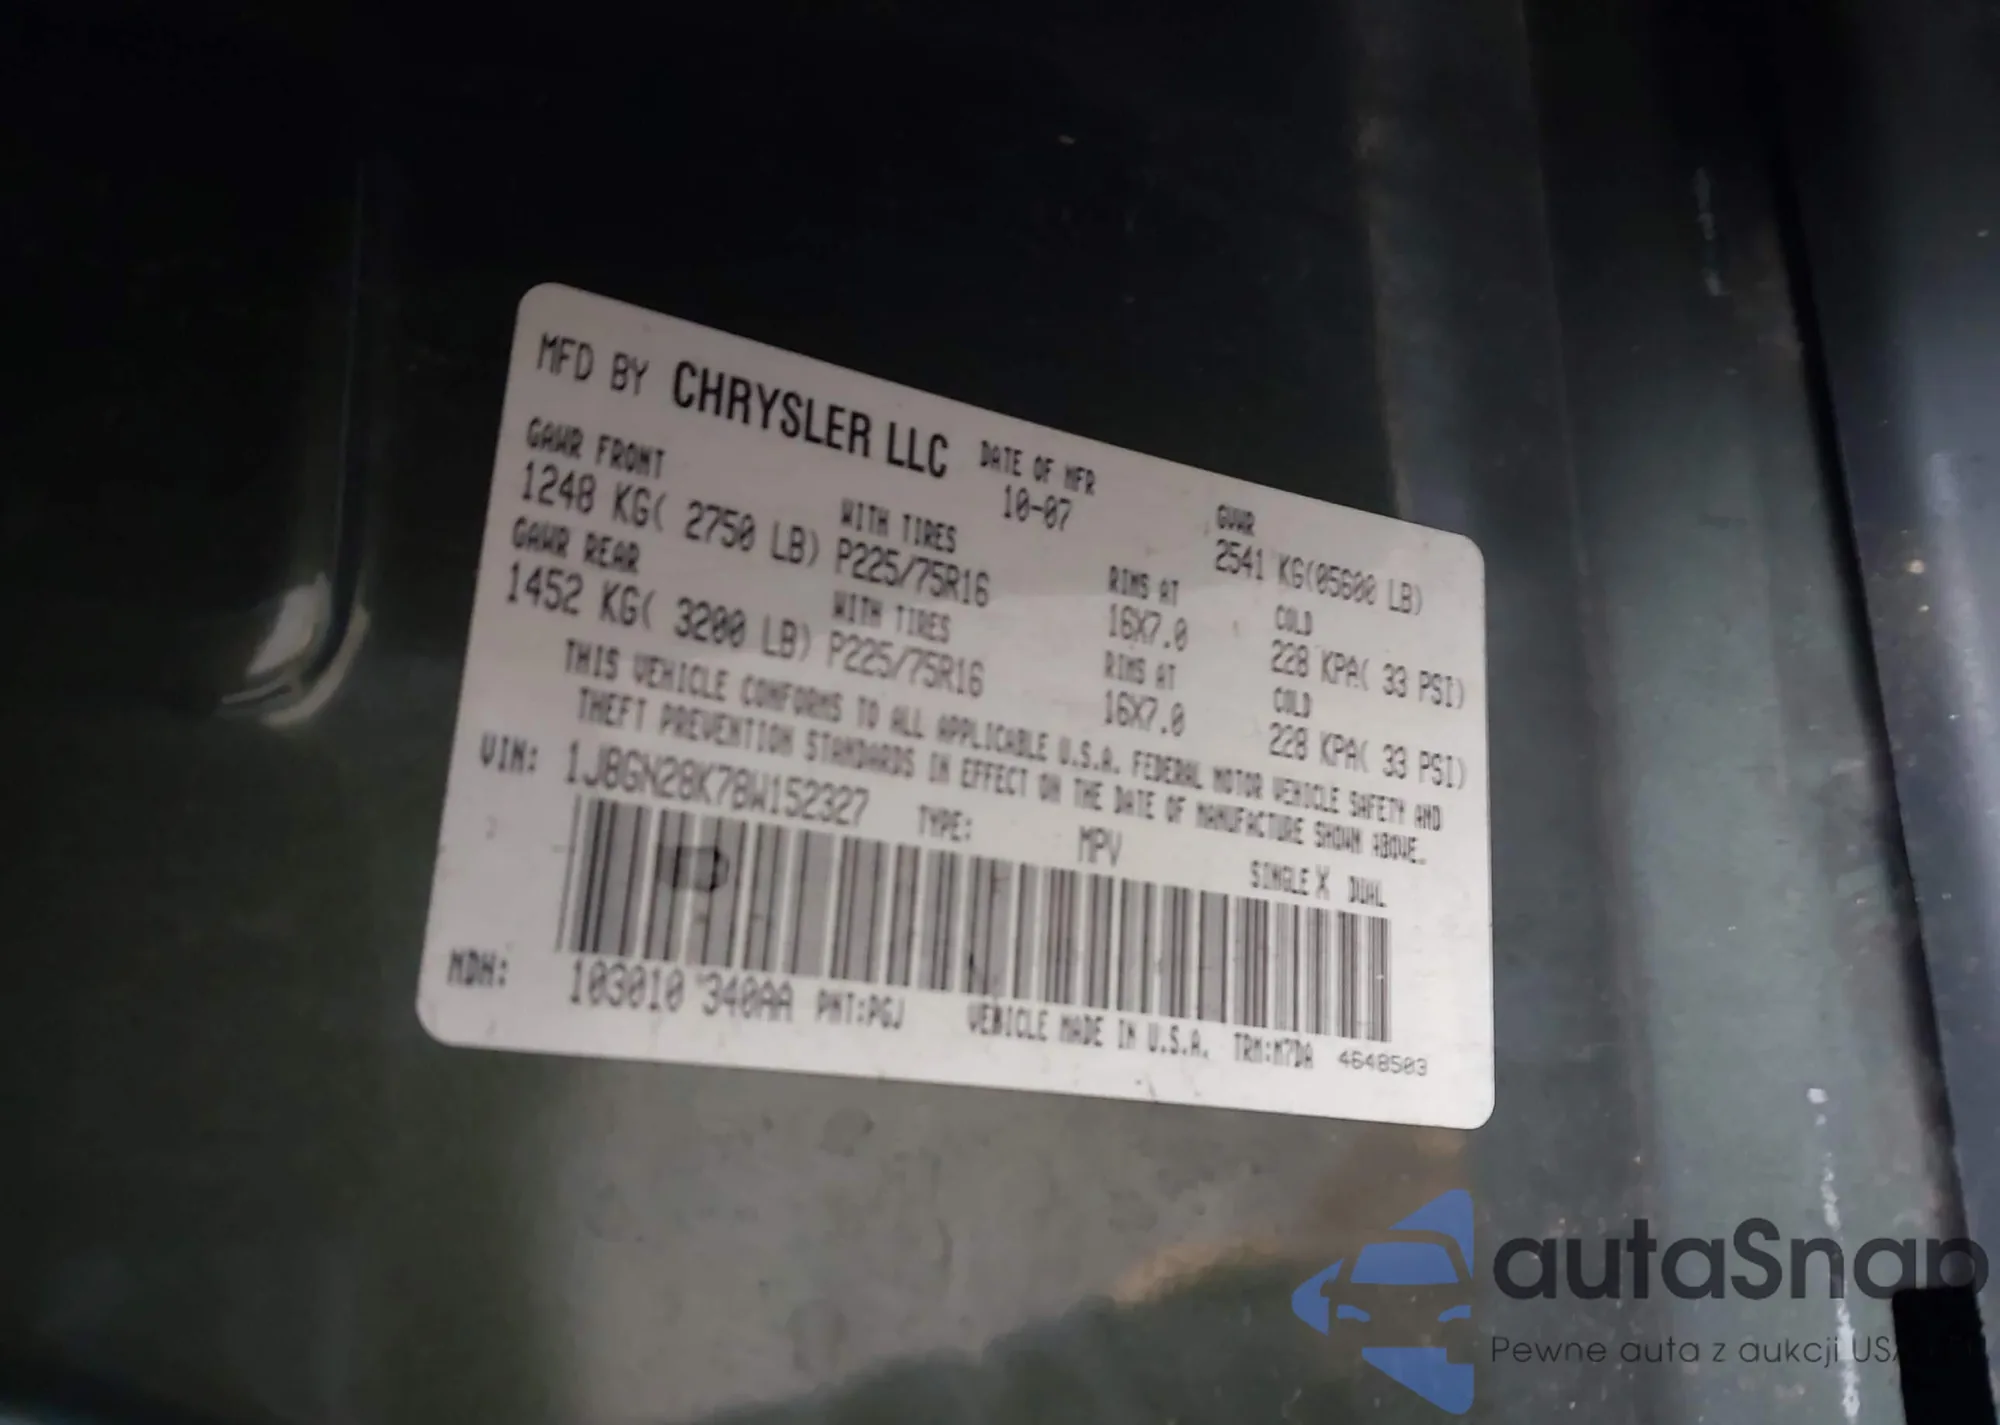 MFD BY CHRYSLER LLC DATE OF MFR GVWR
10-07 2541 KG(05600 LB)
GAWR FRONT WITH TIRES RIMS AT COLD
1248 KG( 2750 LB) P225/75R16 16X7.0 228 KPA( 33 PSI)
GAWR REAR WITH TIRES RIMS AT COLD
1452 KG( 3200 LB) P225/75R16 16X7.0 228 KPA( 33 PSI)
THIS VEHICLE CONFORMS TO ALL APPLICABLE U.S.A. FEDERAL MOTOR VEHICLE SAFETY AND
THEFT PREVENTION STANDARDS IN EFFECT ON THE DATE OF MANUFACTURE SHOWN ABOVE.
VIN: 1J8GN28K78W152327 TYPE: MPV SINGLE X DUAL
MDH: 103010 340AA PNT:PGJ VEHICLE MADE IN U.S.A. TRM:M7DA 4648503
autaSnap
Pewne auta z aukcji